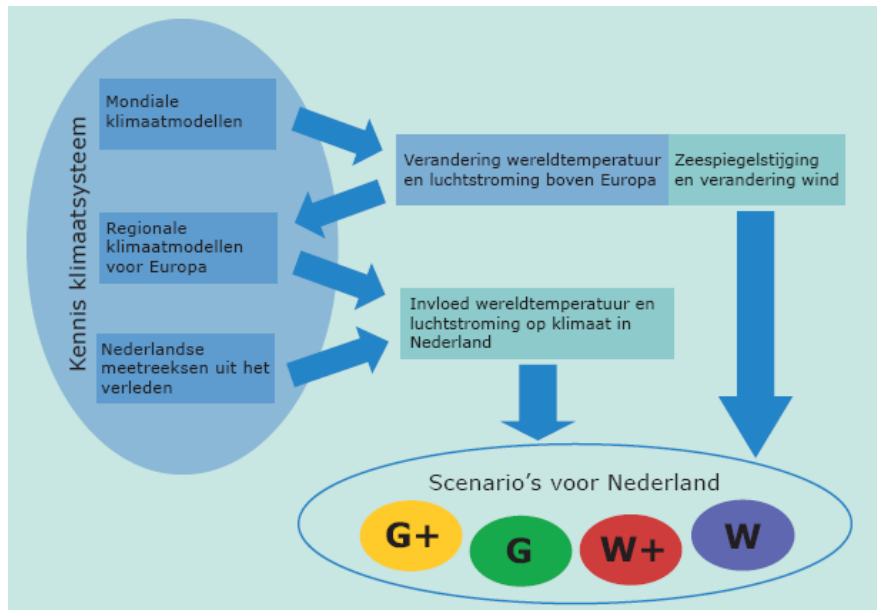 Kennis klimaatsysteem
Mondiale
klimaatmodellen
Verandering wereldtemperatuur
en luchtstroming boven Europa
Zeespiegelstijging
en verandering wind
Regionale
klimaatmodellen
voor Europa
Invloed wereldtemperatuur en
luchtstroming op klimaat in
Nederland
Nederlandse
meetreeksen uit het
verleden
Scenario's voor Nederland
G+
G
W+
W